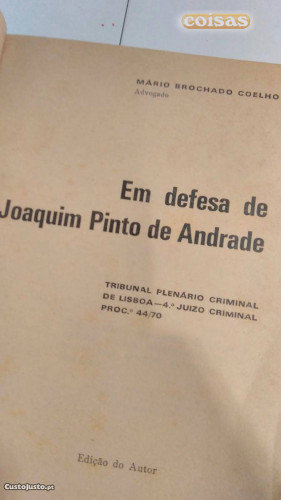 coisas
MÁRIO BROCHADO COELHO
Advogado
Em defesa de
Joaquim Pinto de Andrade
TRIBUNAL PLENÁRIO CRIMINAL
DE LISBOA—4.º JUIZO CRIMINAL
PROC.º 44/70
Edição do Autor
CustoJusto.pt